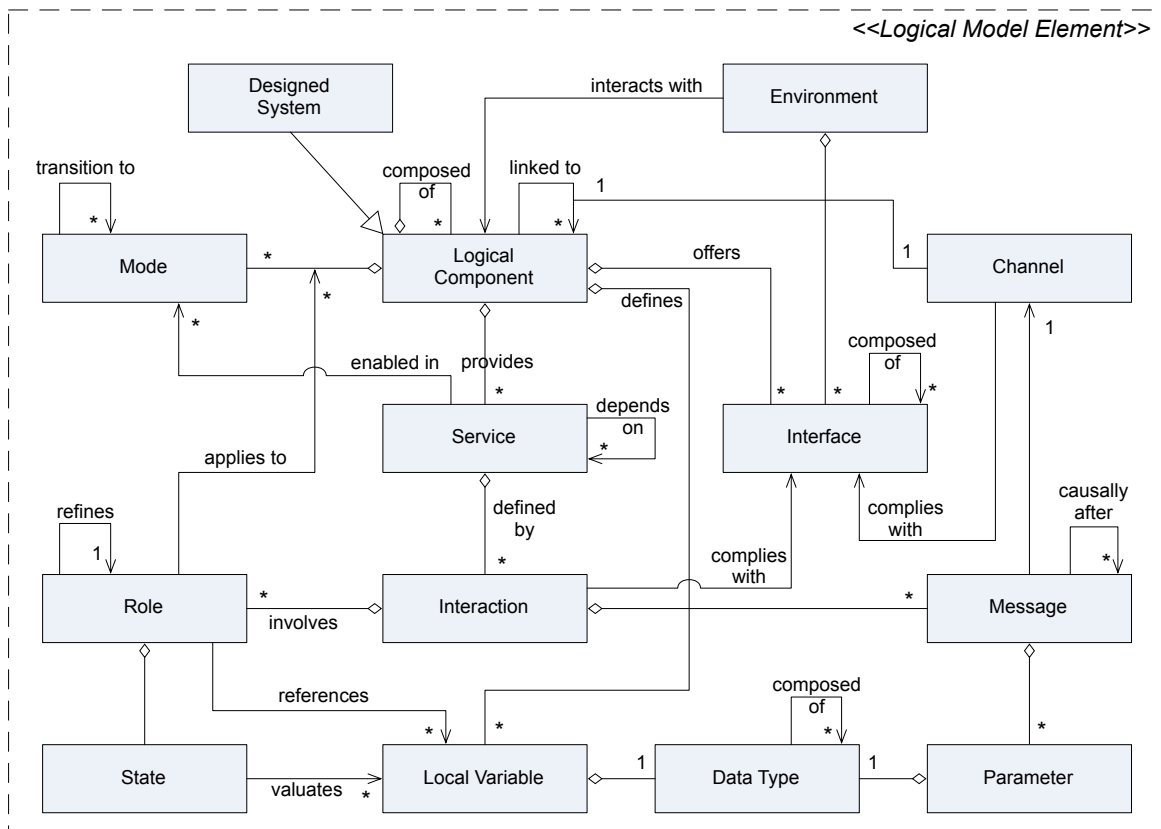 <<Logical Model Element>>
Designed
System
interacts with
Environment
transition to
*
composed
of
*
linked to
*
1
Mode
*
*
Logical
Component
offers
defines
1
Channel
*
enabled in
provides
*
composed
of
*
1
*
*
Service
depends
on
*
Interface
applies to
refines
1
defined
by
*
complies
with
complies
with
causally
after
*
Role
*
involves
Interaction
*
Message
references
*
*
composed
of
*
*
State
valuates
*
Local Variable
1
Data Type
1
Parameter